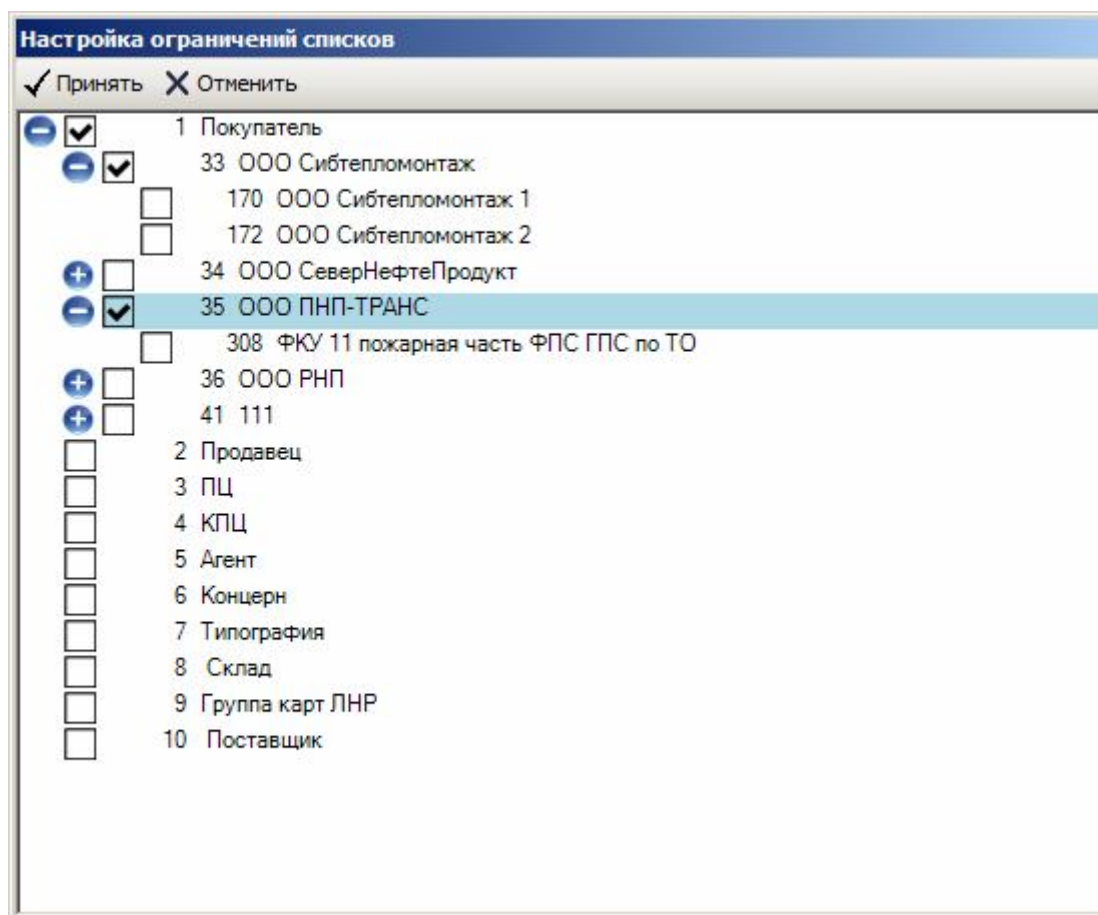 Настройка ограничений списков
Принять Отменить
1 Покупатель
33 ООО Сибтепломонтаж
170 ООО Сибтепломонтаж 1
172 ООО Сибтепломонтаж 2
34 ООО СеверНефтеПродукт
35 ООО ПНП-ТРАНС
308 ФКУ 11 пожарная часть ФПС ГПС по ТО
36 ООО РНП
41 111
2 Продавец
3 ПЦ
4 КПЦ
5 Агент
6 Концерн
7 Типография
8 Склад
9 Группа карт ЛНР
10 Поставщик